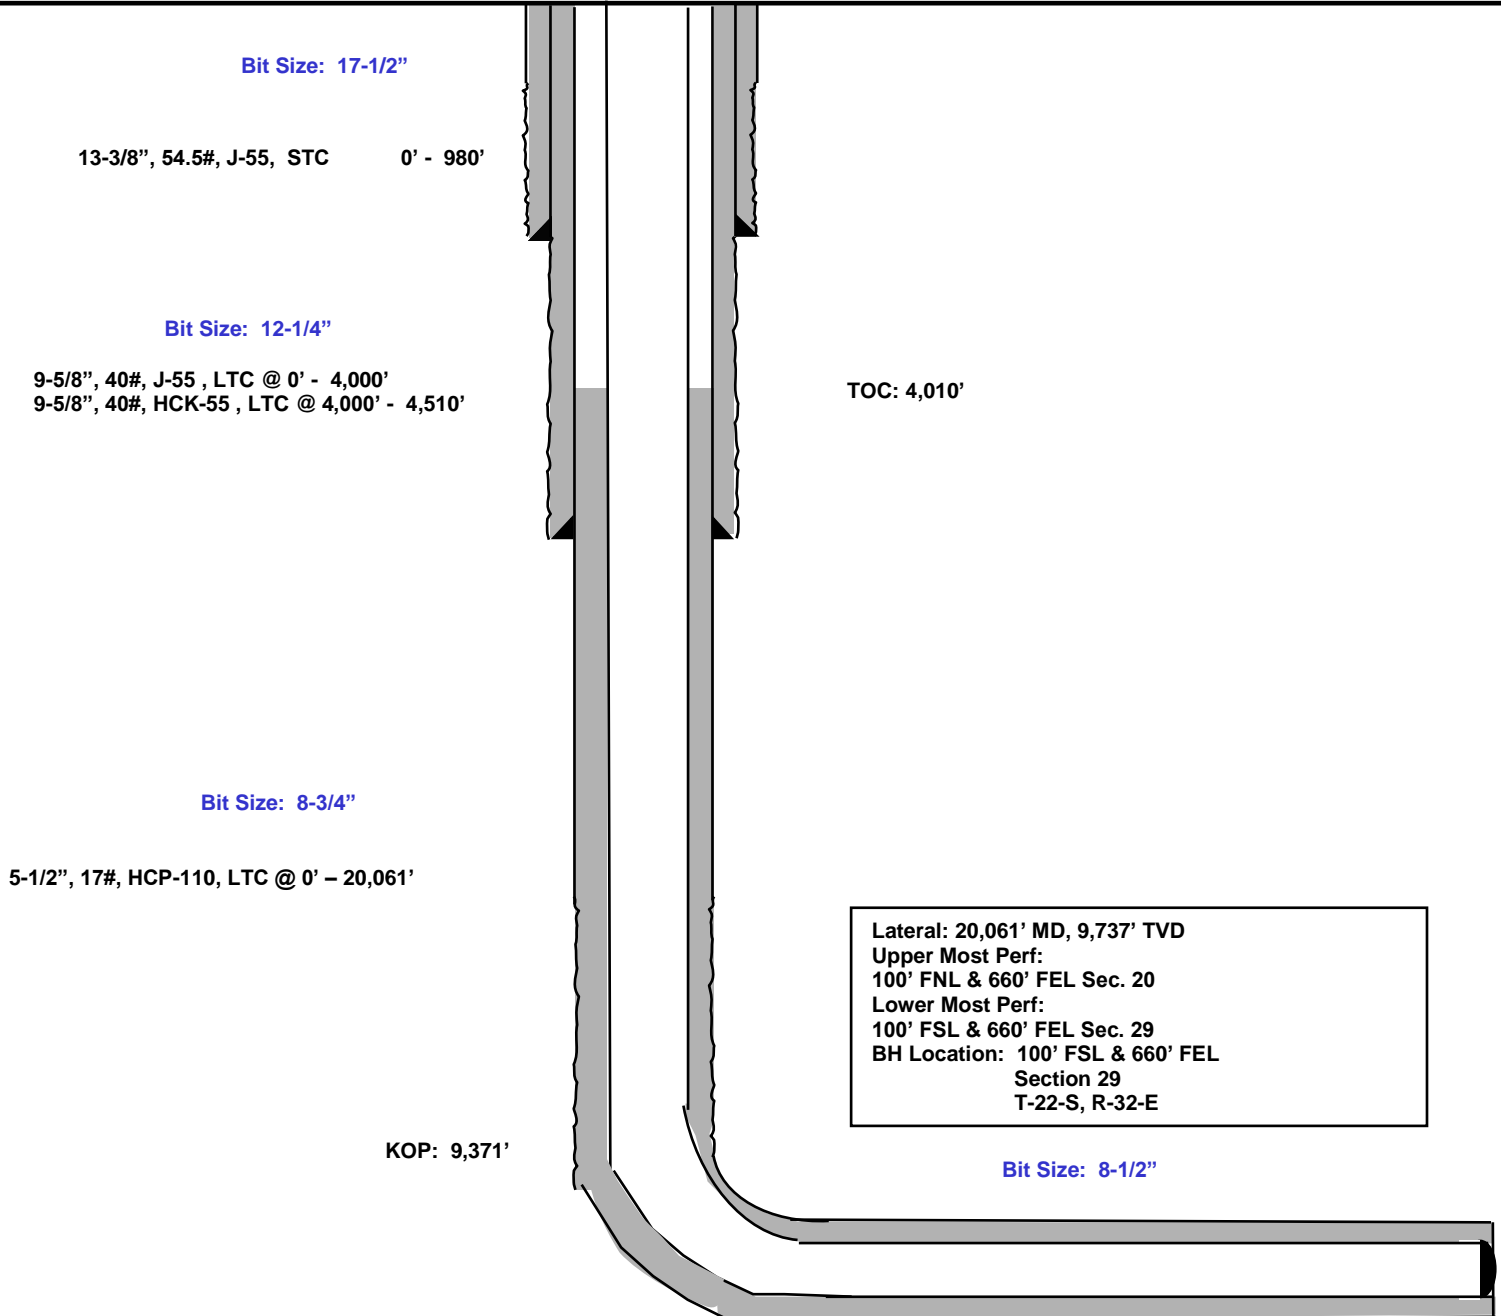 Bit Size: 17-1/2”
13-3/8”, 54.5#, J-55, STC 0’ - 980’
Bit Size: 12-1/4”
9-5/8”, 40#, J-55 , LTC @ 0’ - 4,000’
9-5/8”, 40#, HCK-55 , LTC @ 4,000’ - 4,510’
TOC: 4,010’
Bit Size: 8-3/4”
5-1/2”, 17#, HCP-110, LTC @ 0’ – 20,061’
Lateral: 20,061’ MD, 9,737’ TVD
Upper Most Perf:
100’ FNL & 660’ FEL Sec. 20
Lower Most Perf:
100’ FSL & 660’ FEL Sec. 29
BH Location: 100’ FSL & 660’ FEL
Section 29
T-22-S, R-32-E
KOP: 9,371’
Bit Size: 8-1/2”